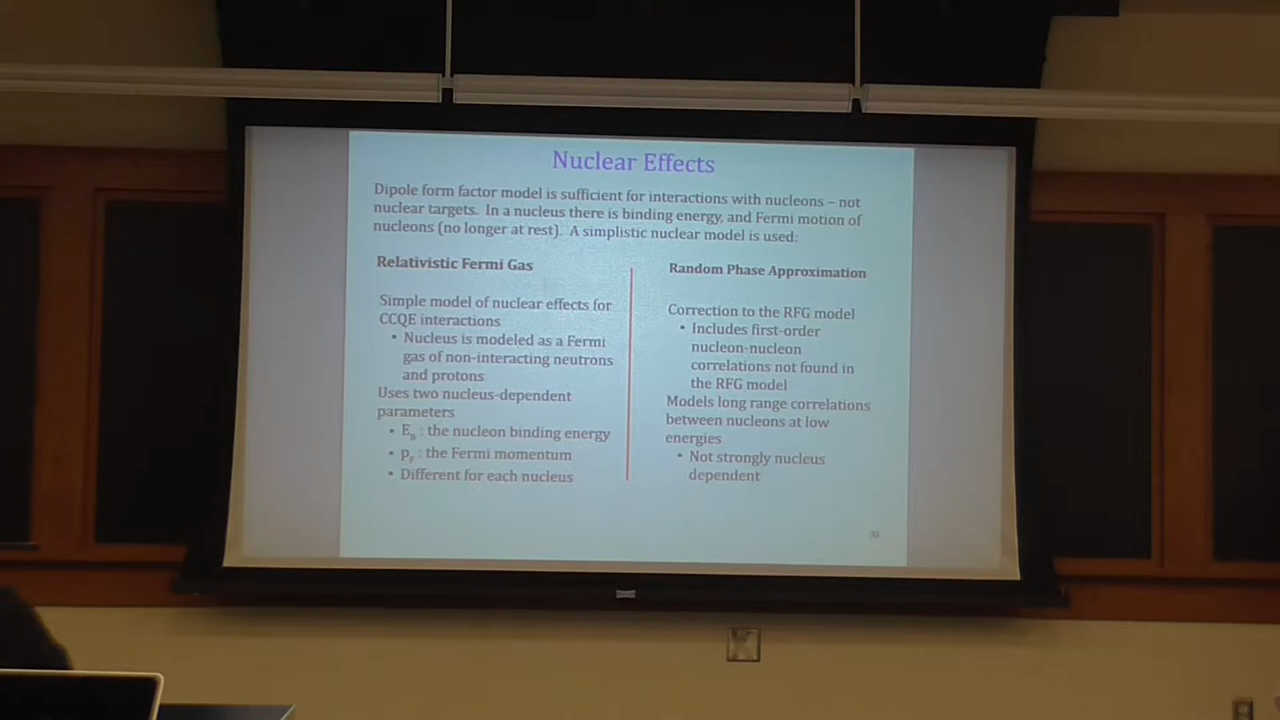 Nuclear Effects
Dipole form factor model is sufficient for interactions with nucleons – not
nuclear targets. In a nucleus there is binding energy, and Fermi motion of
nucleons (no longer at rest). A simplistic nuclear model is used:
Relativistic Fermi Gas
Simple model of nuclear effects for
CCQE interactions
• Nucleus is modeled as a Fermi
gas of non-interacting neutrons
and protons
Uses two nucleus-dependent
parameters
• E_B : the nucleon binding energy
• p_F : the Fermi momentum
• Different for each nucleus
Random Phase Approximation
Correction to the RFG model
• Includes first-order
nucleon-nucleon
correlations not found in
the RFG model
Models long range correlations
between nucleons at low
energies
• Not strongly nucleus
dependent
30